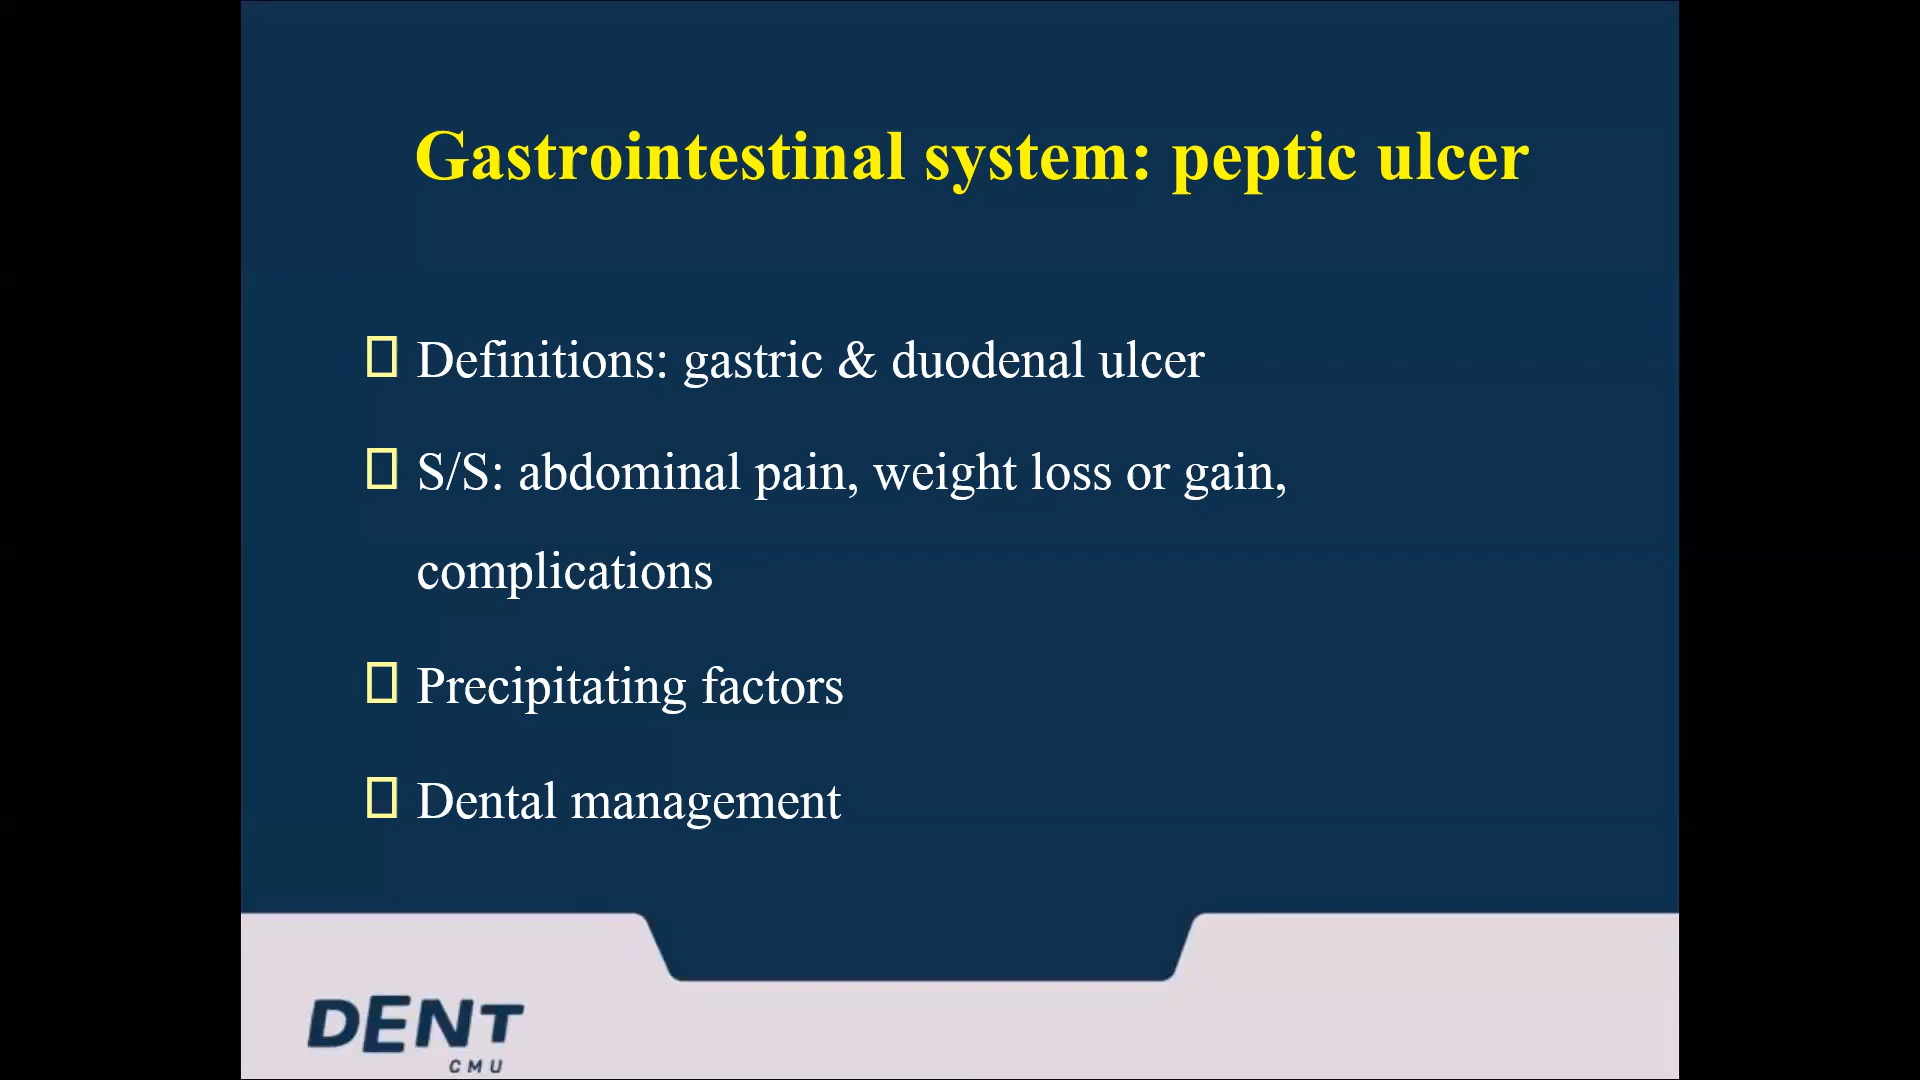 Gastrointestinal system: peptic ulcer
Definitions: gastric & duodenal ulcer
S/S: abdominal pain, weight loss or gain,
complications
Precipitating factors
Dental management
DENT
CMU